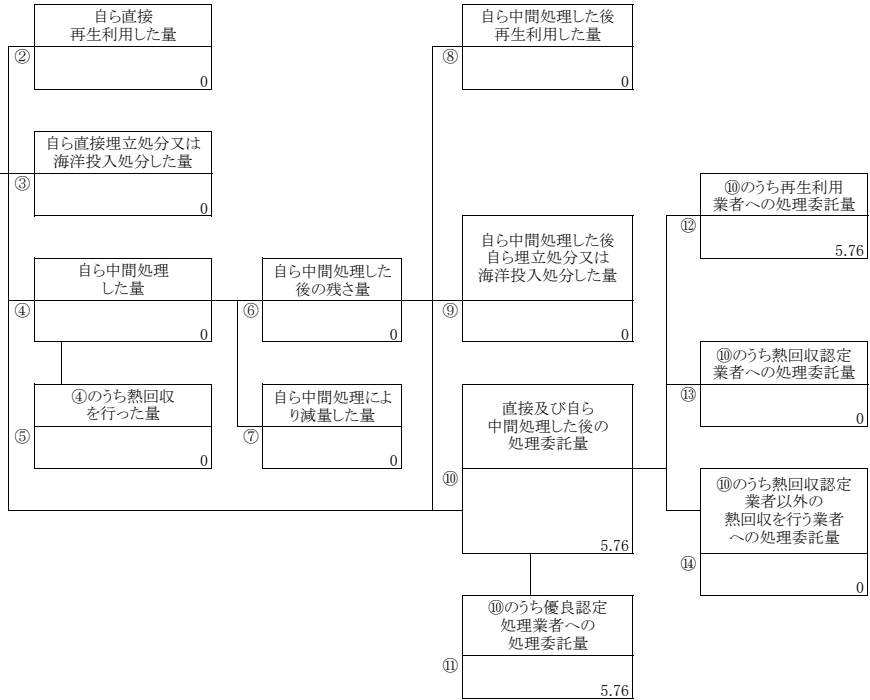 自ら直接
再生利用した量
②
0
自ら直接埋立処分又は
海洋投入処分した量
③
0
自ら中間処理
した量
④
0
④のうち熱回収
を行った量
⑤
0
自ら中間処理した
後の残さ量
⑥
0
自ら中間処理によ
り減量した量
⑦
0
自ら中間処理した後
再生利用した量
⑧
0
自ら中間処理した後
自ら埋立処分又は
海洋投入処分した量
⑨
0
直接及び自ら
中間処理した後の
処理委託量
⑩
5.76
⑩のうち優良認定
処理業者への
処理委託量
⑪
5.76
⑩のうち再生利用
業者への処理委託量
⑫
5.76
⑩のうち熱回収認定
業者への処理委託量
⑬
0
⑩のうち熱回収認定
業者以外の
熱回収を行う業者
への処理委託量
⑭
0